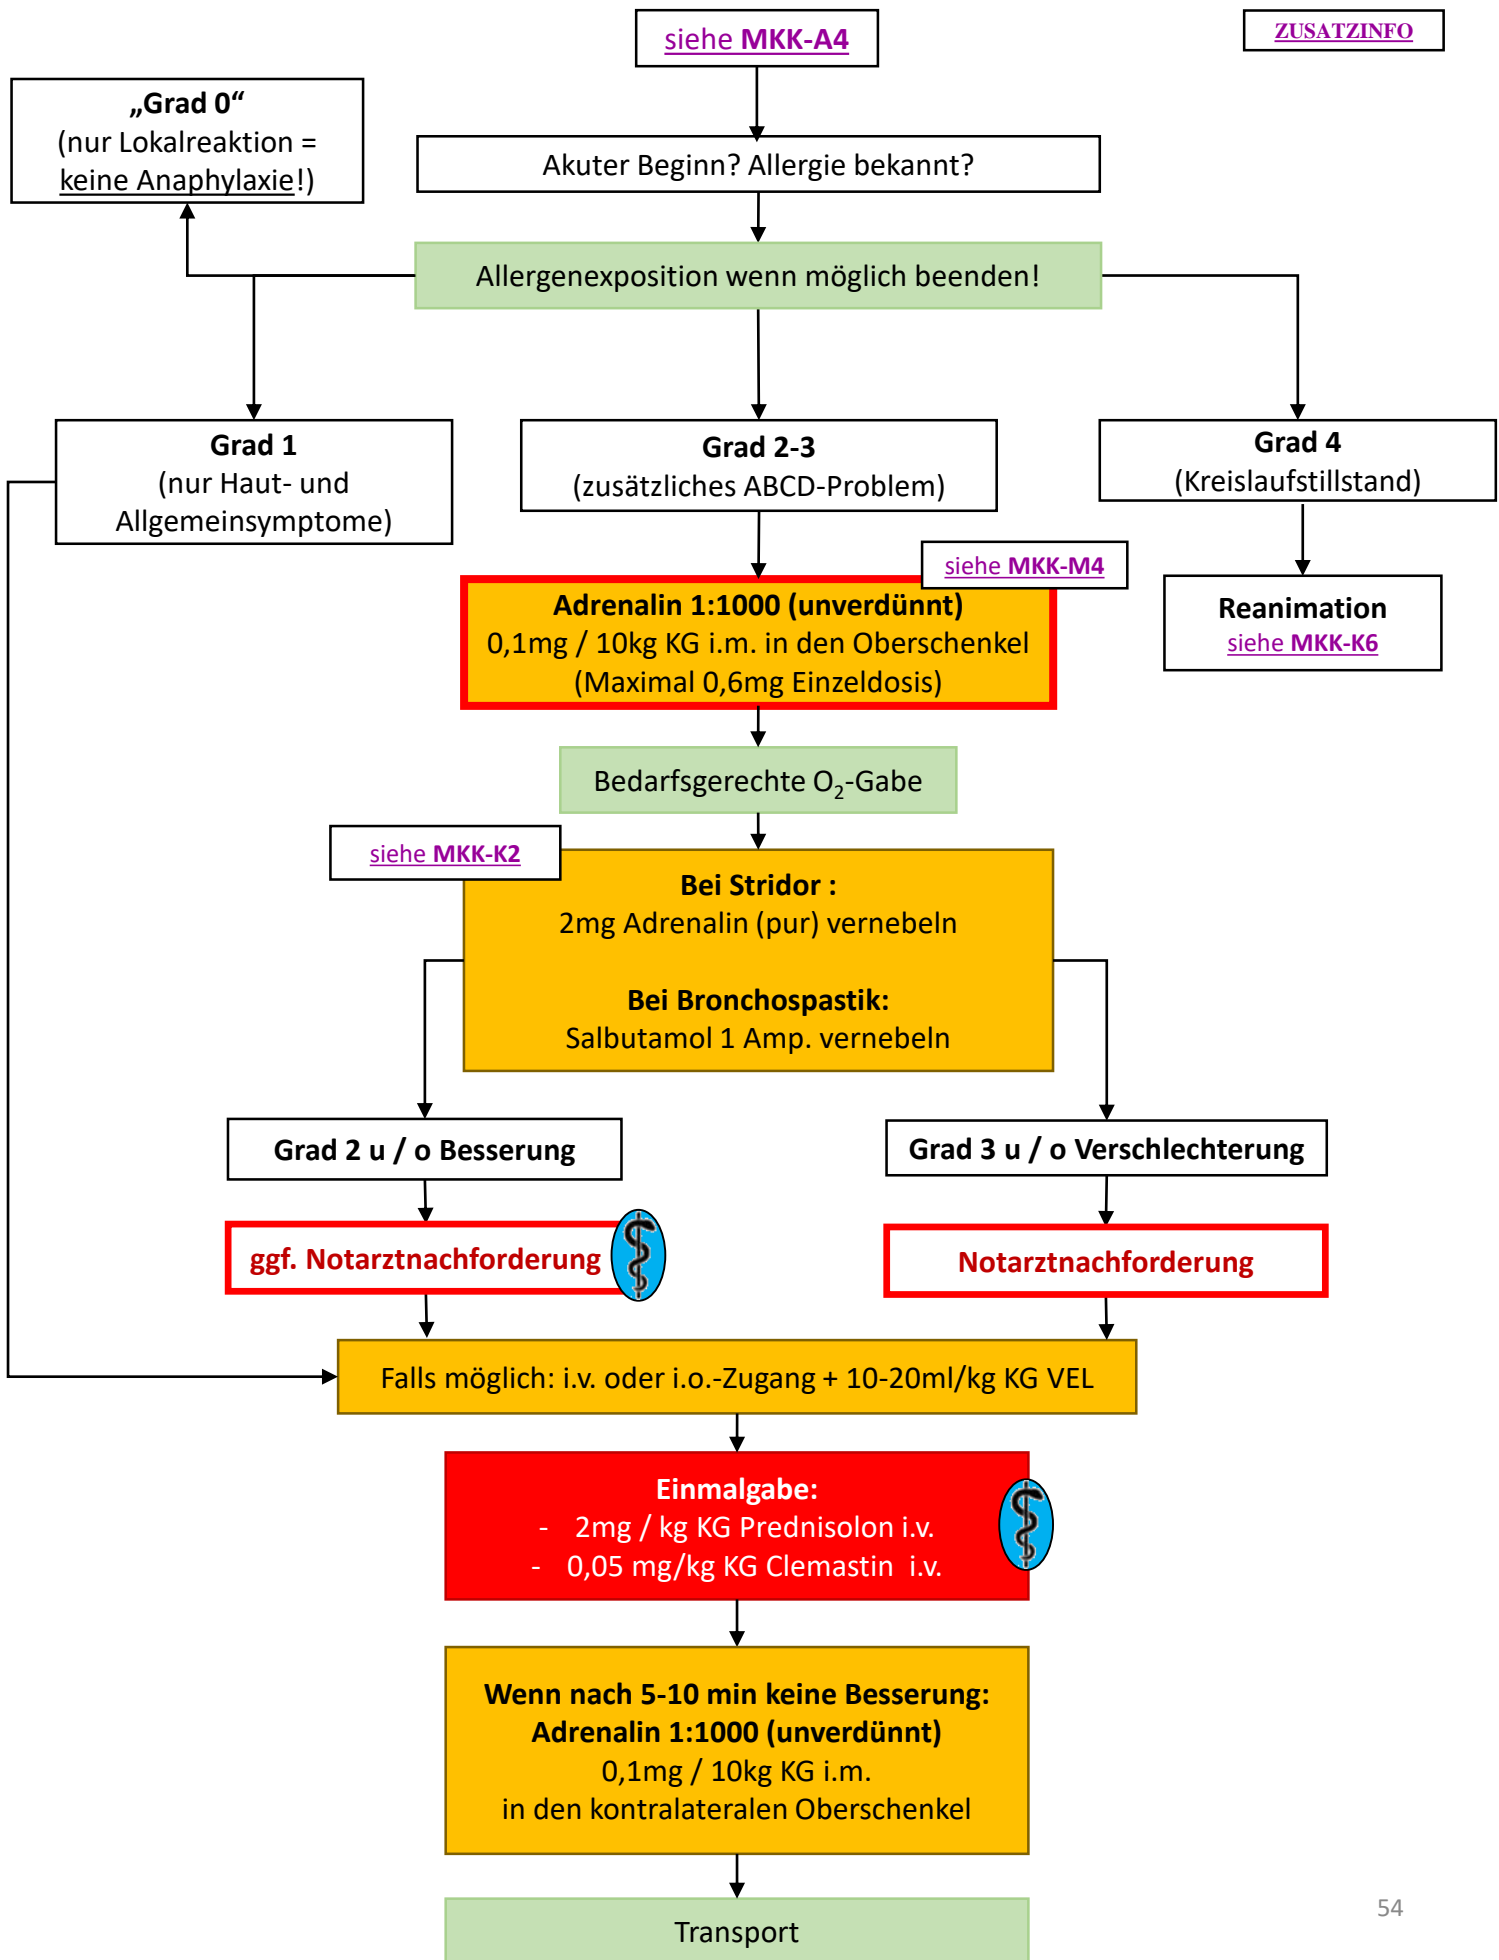 siehe MKK-A4
ZUSATZINFO
„Grad 0“
(nur Lokalreaktion =
keine Anaphylaxie!)
Akuter Beginn? Allergie bekannt?
Allergenexposition wenn möglich beenden!
Grad 1
(nur Haut- und
Allgemeinsymptome)
Grad 2-3
(zusätzliches ABCD-Problem)
Grad 4
(Kreislaufstillstand)
siehe MKK-M4
Adrenalin 1:1000 (unverdünnt)
0,1mg / 10kg KG i.m. in den Oberschenkel
(Maximal 0,6mg Einzeldosis)
Reanimation
siehe MKK-K6
Bedarfsgerechte O₂-Gabe
siehe MKK-K2
Bei Stridor :
2mg Adrenalin (pur) vernebeln
Bei Bronchospastik:
Salbutamol 1 Amp. vernebeln
Grad 2 u / o Besserung
Grad 3 u / o Verschlechterung
ggf. Notarztnachforderung
Notarztnachforderung
Falls möglich: i.v. oder i.o.-Zugang + 10-20ml/kg KG VEL
Einmalgabe:
- 2mg / kg KG Prednisolon i.v.
- 0,05 mg/kg KG Clemastin i.v.
Wenn nach 5-10 min keine Besserung:
Adrenalin 1:1000 (unverdünnt)
0,1mg / 10kg KG i.m.
in den kontralateralen Oberschenkel
Transport
54